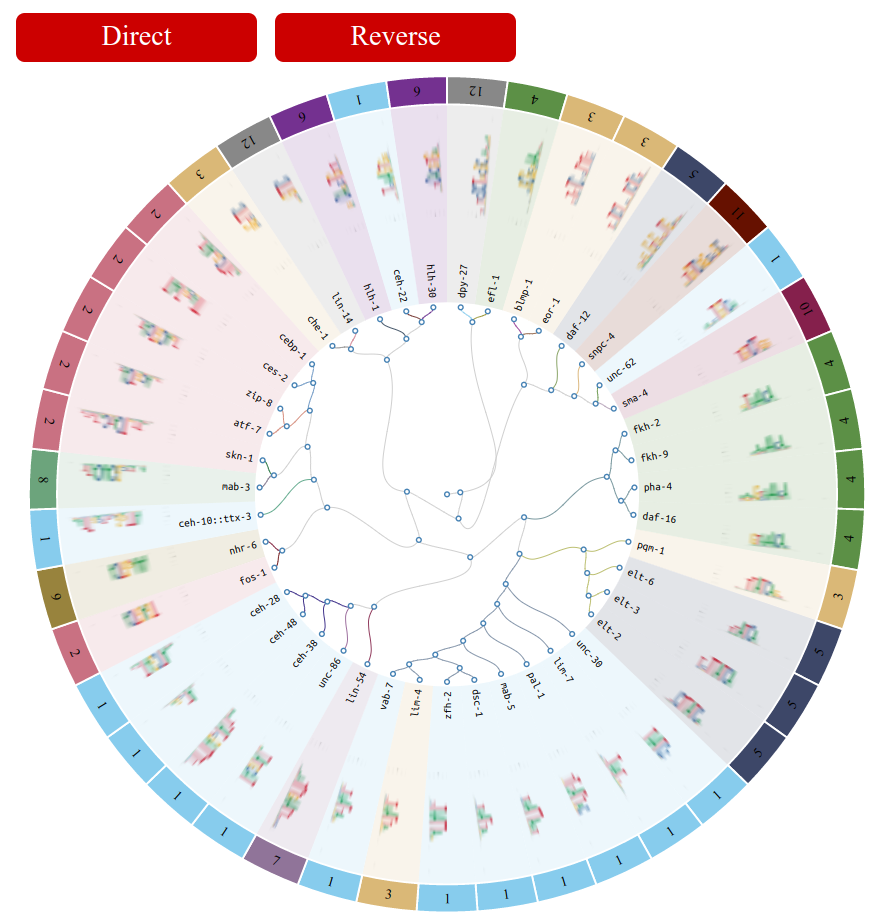 Direct
Reverse
12
4
3
3
5
11
1
10
4
4
4
4
3
5
5
5
1
1
1
1
1
1
3
1
7
1
1
1
1
2
1
8
2
2
2
2
2
3
12
1
dpy-27
efl-1
blmp-1
eor-1
daf-12
snpc-4
unc-62
sma-4
fkh-2
fkh-9
pha-4
daf-16
pqm-1
elt-6
elt-3
elt-2
unc-30
lim-7
pal-1
mab-5
dsc-1
zfh-2
lim-4
vab-7
lin-54
unc-86
ceh-38
ceh-48
ceh-28
fos-1
nhr-6
ceh-10::ttx-3
mab-3
skn-1
atf-7
zip-8
ces-2
cebp-1
che-1
lin-14
hlh-1
ceh-22
hlh-30